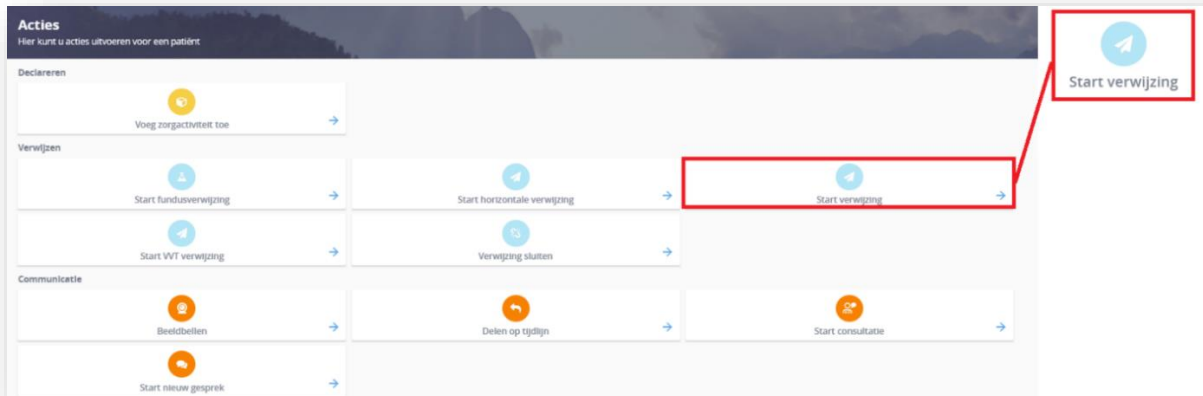 Acties
Hier kunt u acties uitvoeren voor een patiënt
Start verwijzing
Declareren
Voeg zorgactiviteit toe
Verwijzen
Start fundusverwijzing
Start horizontale verwijzing
Start verwijzing
Start VVT verwijzing
Verwijzing sluiten
Communicatie
Beeldbellen
Delen op tijdlijn
Start consultatie
Start nieuw gesprek